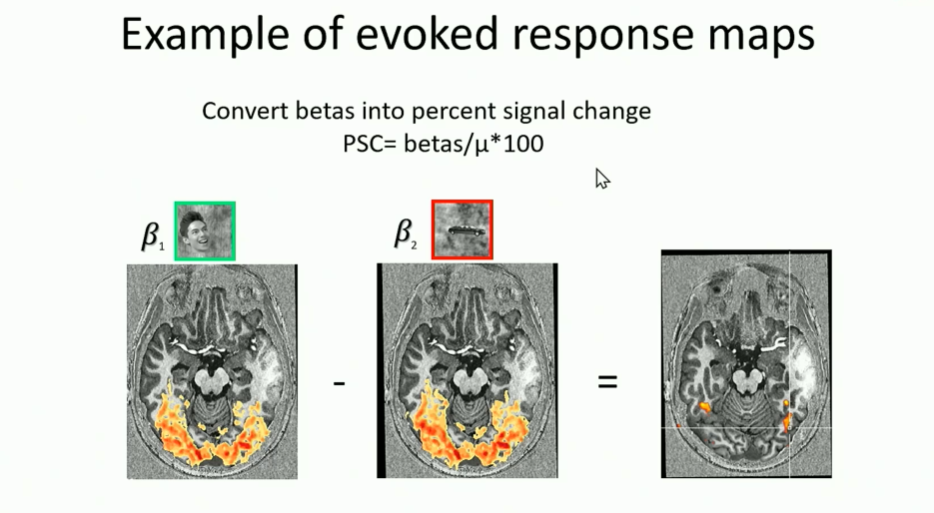 Example of evoked response maps
Convert betas into percent signal change
PSC= betas/μ*100
β1
β2
-
=